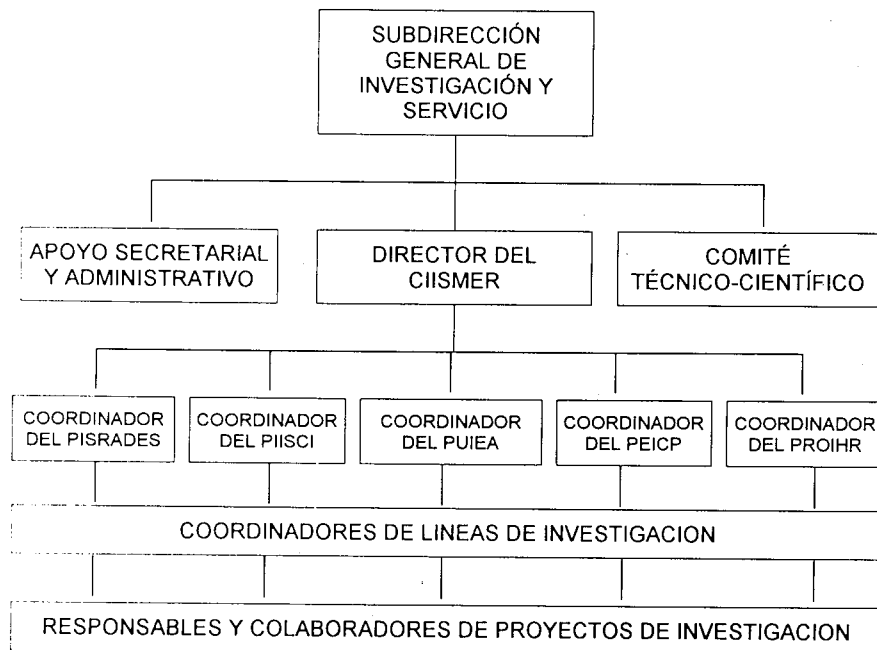 SUBDIRECCIÓN
GENERAL DE
INVESTIGACIÓN Y
SERVICIO
APOYO SECRETARIAL
Y ADMINISTRATIVO
DIRECTOR DEL
CIISMER
COMITÉ
TÉCNICO-CIENTÍFICO
COORDINADOR
DEL PISRADES
COORDINADOR
DEL PIISCI
COORDINADOR
DEL PUIEA
COORDINADOR
DEL PEICP
COORDINADOR
DEL PROIHR
COORDINADORES DE LINEAS DE INVESTIGACION
RESPONSABLES Y COLABORADORES DE PROYECTOS DE INVESTIGACION